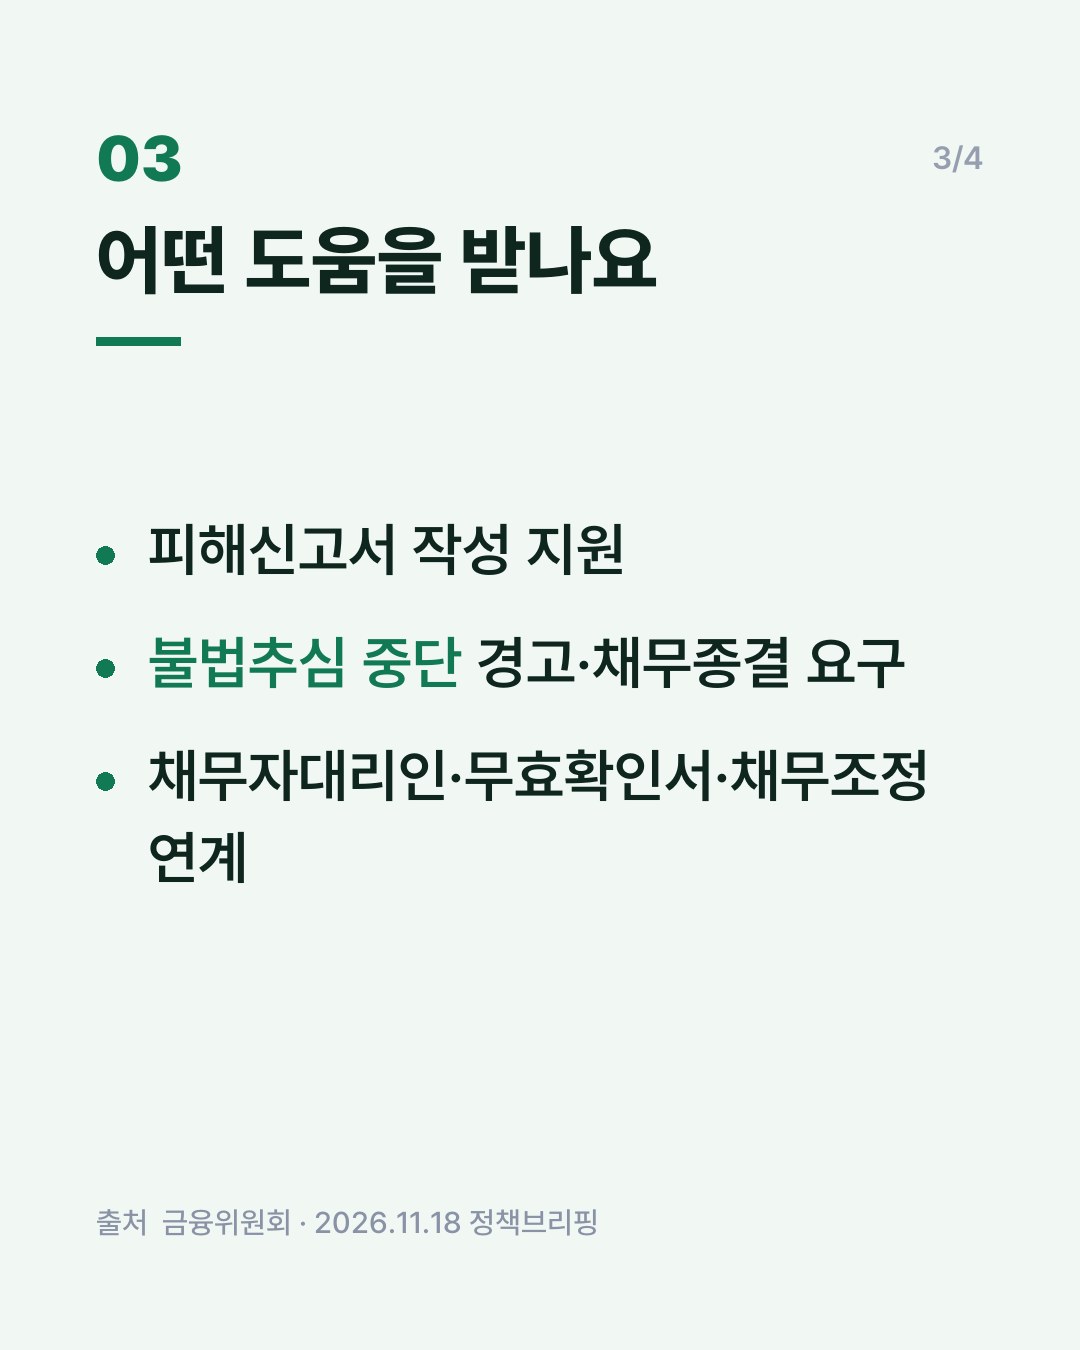 03
3/4
어떤 도움을 받나요
피해신고서 작성 지원
불법추심 중단 경고·채무종결 요구
채무자대리인·무효확인서·채무조정
연계
출처 금융위원회 · 2026.11.18 정책브리핑